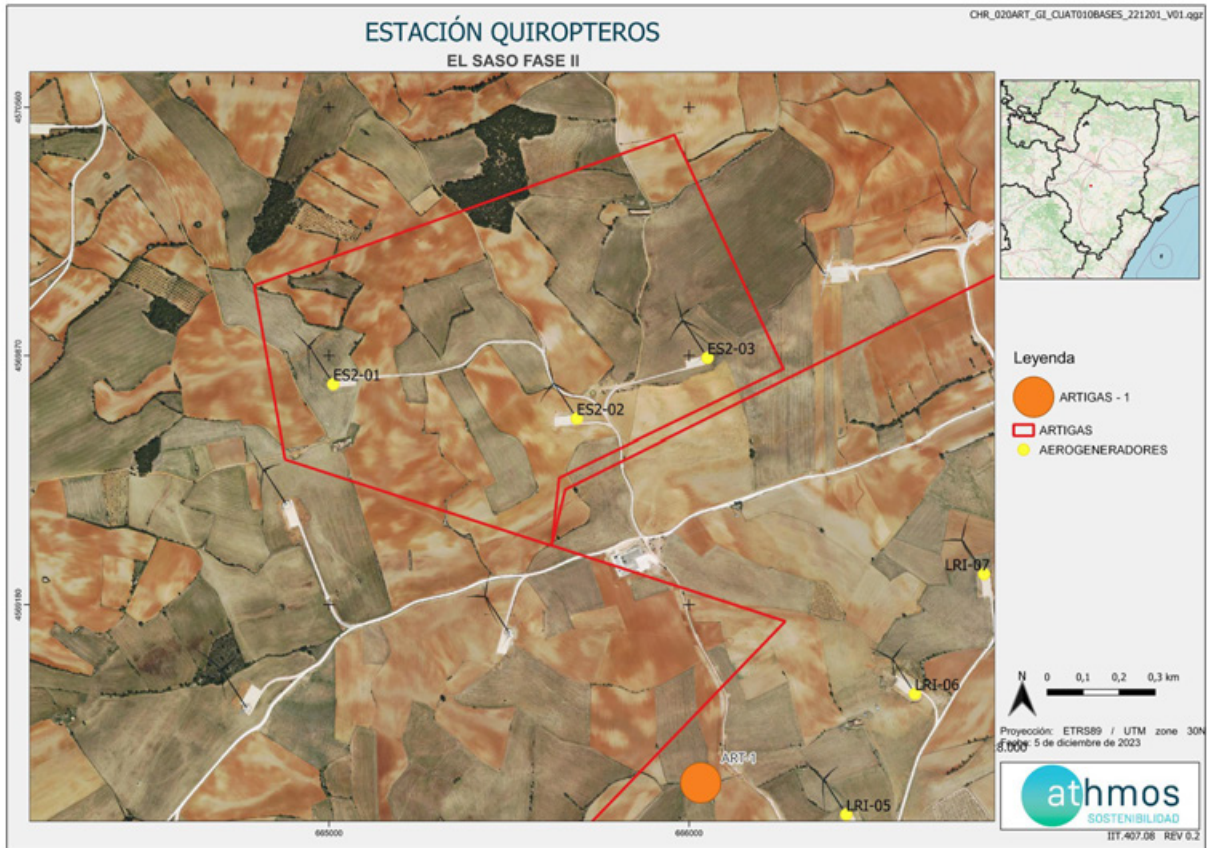 CHR_020ART_GI_CUAT010BASES_221201_V01.qgz
ESTACIÓN QUIROPTEROS
EL SASO FASE II
4570560
4569870
4569180
665000
666000
ES2-01
ES2-02
ES2-03
LRI-07
LRI-06
LRI-05
ART-1
Leyenda
ARTIGAS - 1
ARTIGAS
AEROGENERADORES
N
0 0,1 0,2 0,3 km
Proyección: ETRS89 / UTM zone 30N
Fecha: 5 de diciembre de 2023
8.000
athmos
SOSTENIBILIDAD
IIT.407.08 REV 0.2